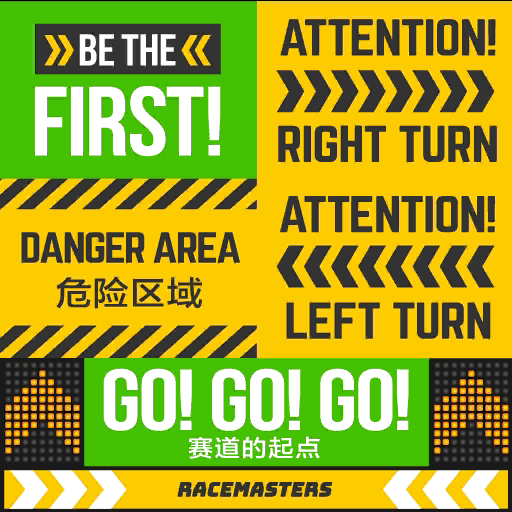 BE THE
FIRST!
ATTENTION!
RIGHT TURN
DANGER AREA
危险区域
ATTENTION!
LEFT TURN
GO! GO! GO!
赛道的起点
RACEMASTERS